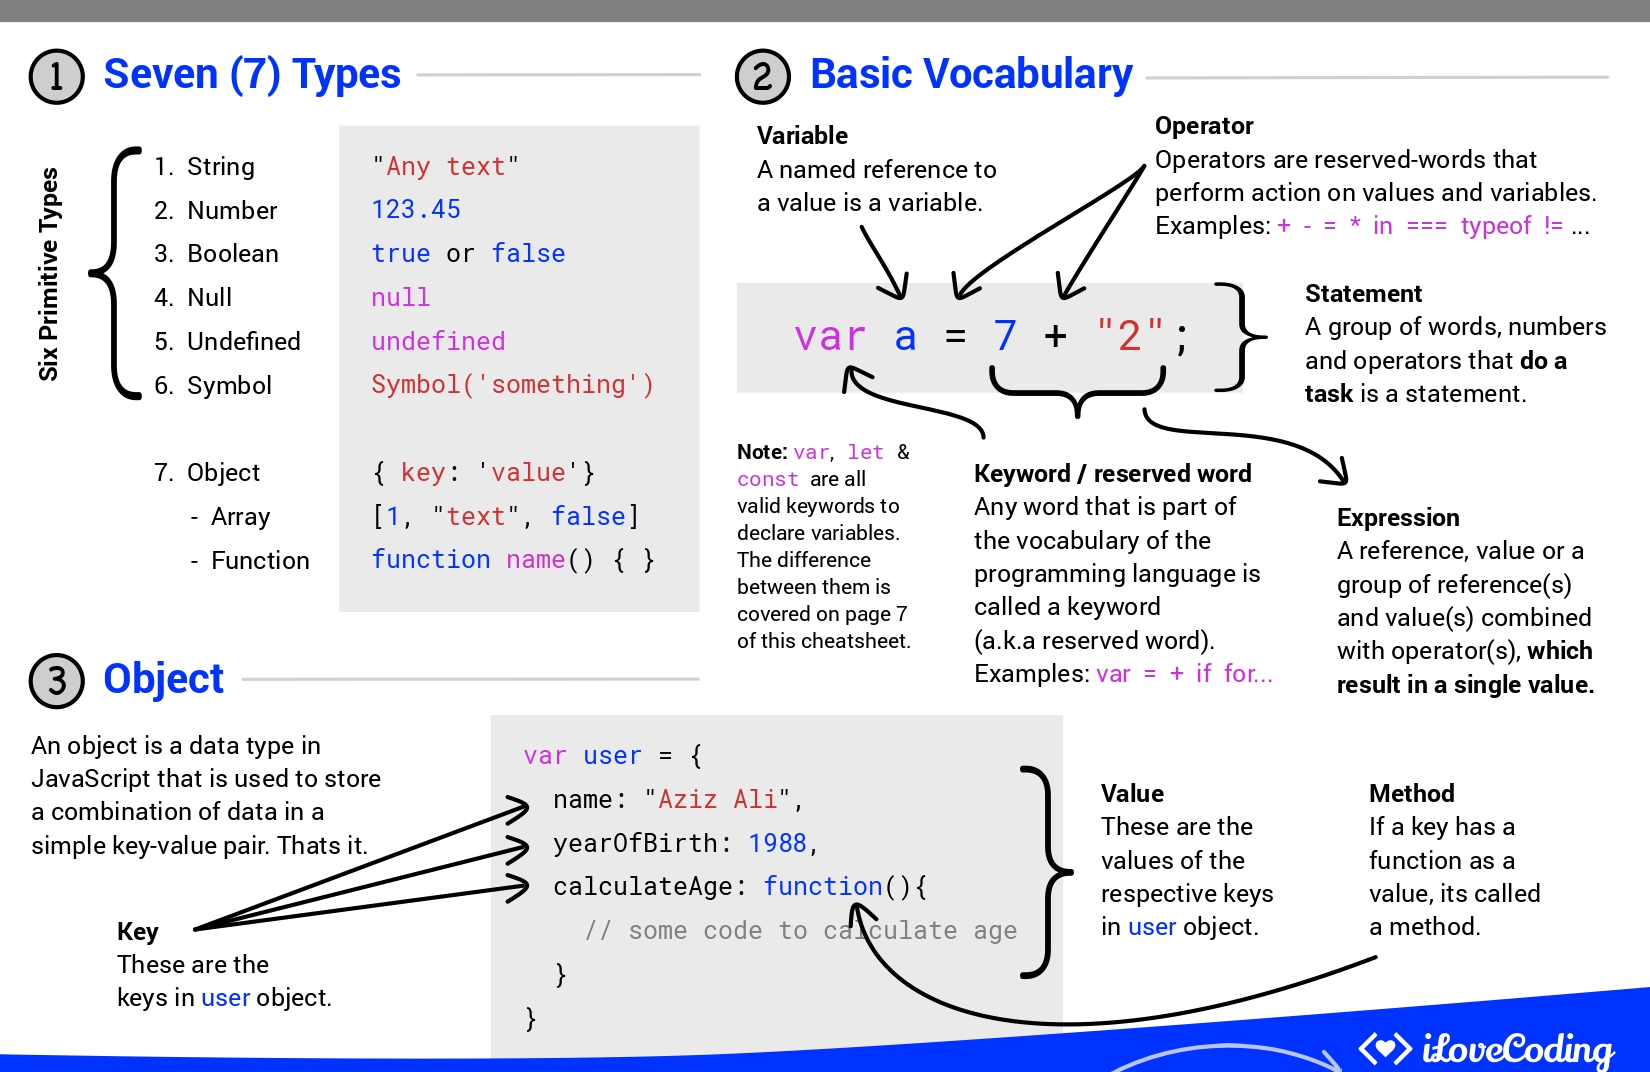 1 Seven (7) Types
Six Primitive Types
1. String "Any text"
2. Number 123.45
3. Boolean true or false
4. Null null
5. Undefined undefined
6. Symbol Symbol('something')
7. Object { key: 'value'}
- Array [1, "text", false]
- Function function name() { }
2 Basic Vocabulary
Variable
A named reference to
a value is a variable.
Operator
Operators are reserved-words that
perform action on values and variables.
Examples: + - = * in === typeof != ...
var a = 7 + "2";
Statement
A group of words, numbers
and operators that do a
task is a statement.
Note: var, let &
const are all
valid keywords to
declare variables.
The difference
between them is
covered on page 7
of this cheatsheet.
Keyword / reserved word
Any word that is part of
the vocabulary of the
programming language is
called a keyword
(a.k.a reserved word).
Examples: var = + if for...
Expression
A reference, value or a
group of reference(s)
and value(s) combined
with operator(s), which
result in a single value.
3 Object
An object is a data type in
JavaScript that is used to store
a combination of data in a
simple key-value pair. Thats it.
Key
These are the
keys in user object.
var user = {
name: "Aziz Ali",
yearOfBirth: 1988,
calculateAge: function(){
// some code to calculate age
}
}
Value
These are the
values of the
respective keys
in user object.
Method
If a key has a
function as a
value, its called
a method.
iLoveCoding